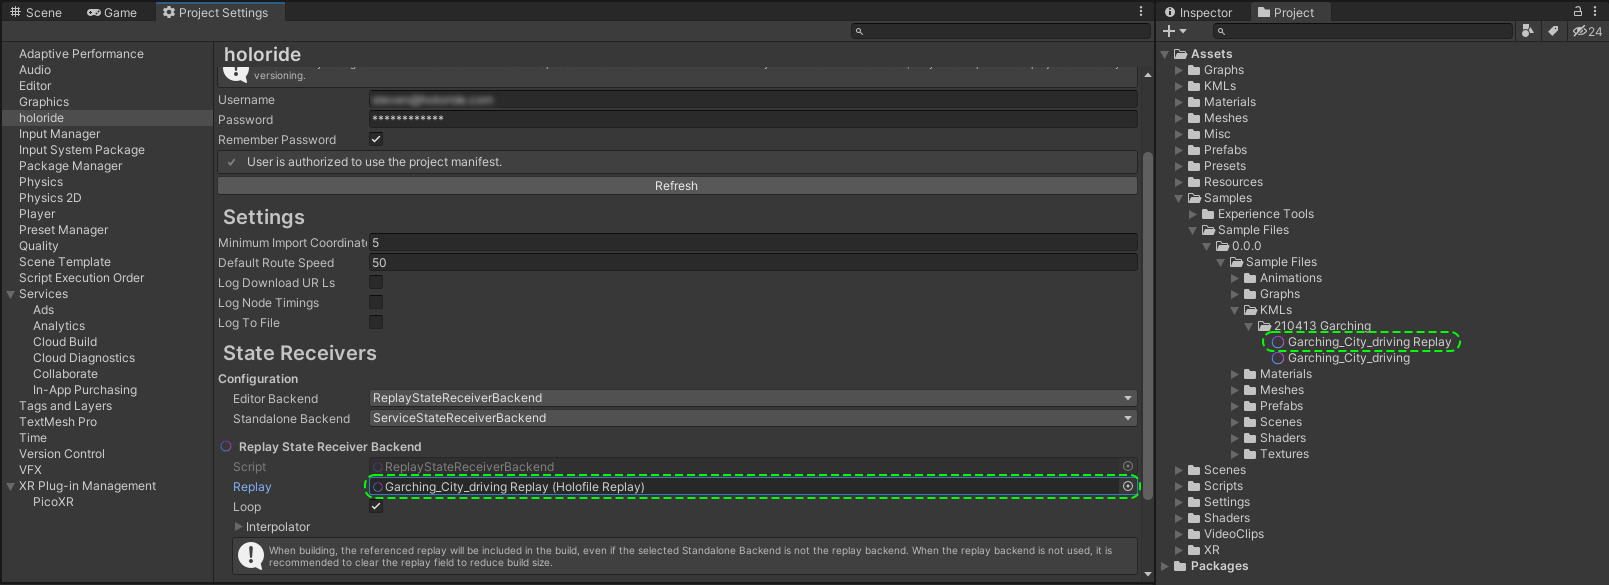 Scene
Game
Project Settings
Adaptive Performance
Audio
Editor
Graphics
holoride
Input Manager
Input System Package
Package Manager
Physics
Physics 2D
Player
Preset Manager
Quality
Scene Template
Script Execution Order
Services
Ads
Analytics
Cloud Build
Cloud Diagnostics
Collaborate
In-App Purchasing
Tags and Layers
TextMesh Pro
Time
Version Control
VFX
XR Plug-in Management
PicoXR
holoride
versioning.
Username
Password ************
Remember Password
User is authorized to use the project manifest.
Refresh
Settings
Minimum Import Coordinate 5
Default Route Speed 50
Log Download UR Ls
Log Node Timings
Log To File
State Receivers
Configuration
Editor Backend ReplayStateReceiverBackend
Standalone Backend ServiceStateReceiverBackend
Replay State Receiver Backend
Script ReplayStateReceiverBackend
Replay Garching_City_driving Replay (Holofile Replay)
Loop
Interpolator
When building, the referenced replay will be included in the build, even if the selected Standalone Backend is not the replay backend. When the replay backend is not used, it is
recommended to clear the replay field to reduce build size.
Inspector
Project
24
Assets
Graphs
KMLs
Materials
Meshes
Misc
Prefabs
Presets
Resources
Samples
Experience Tools
Sample Files
0.0.0
Sample Files
Animations
Graphs
KMLs
210413 Garching
Garching_City_driving Replay
Garching_City_driving
Materials
Meshes
Prefabs
Scenes
Shaders
Textures
Scenes
Scripts
Settings
Shaders
VideoClips
XR
Packages